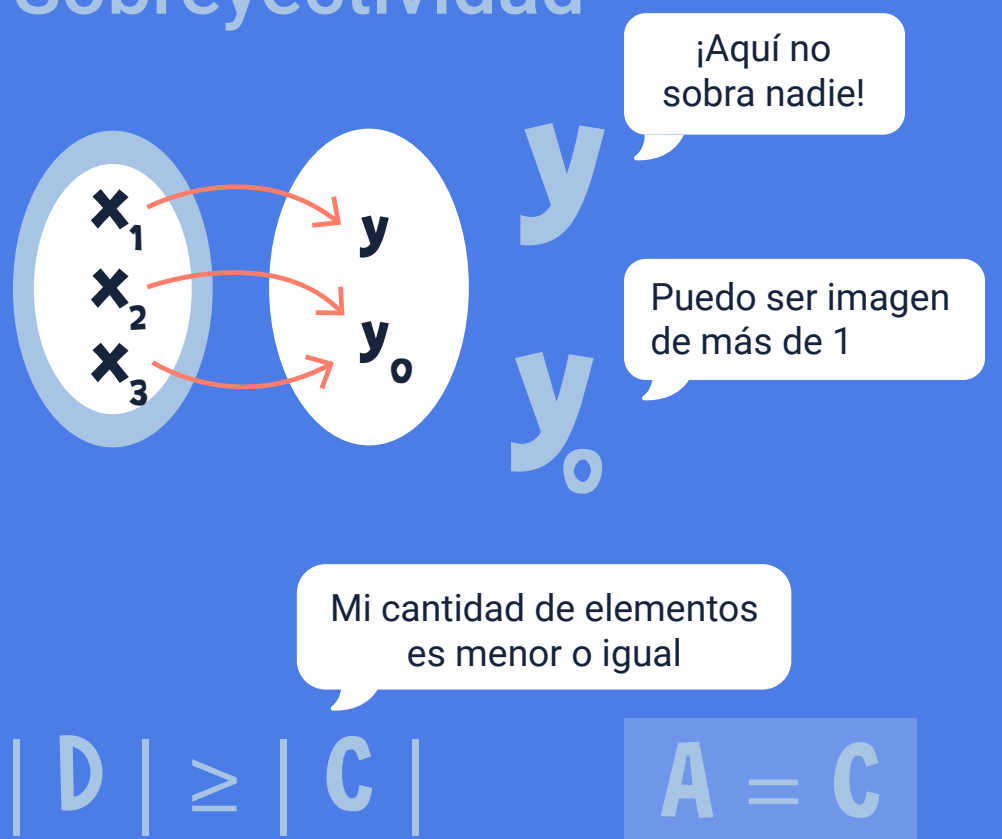 Sobreyectividad
¡Aquí no
sobra nadie!
y
x₁
y
x₂
x₃
y₀
Puedo ser imagen
de más de 1
y₀
Mi cantidad de elementos
es menor o igual
| D | ≥ | C |
A = C